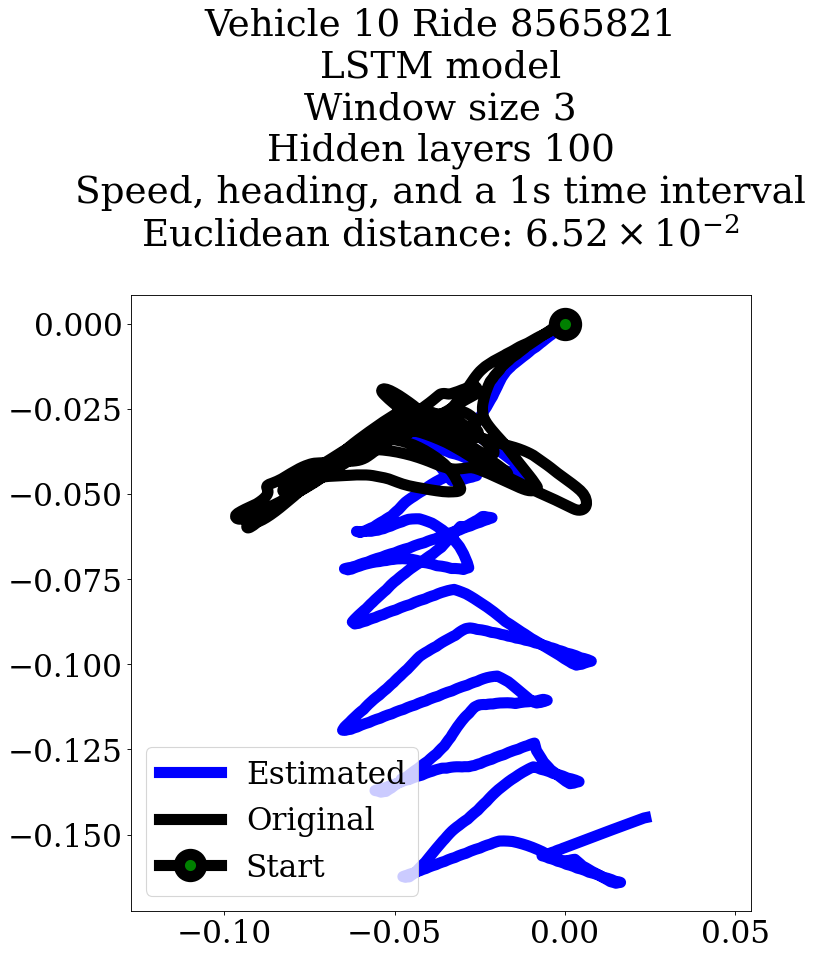 Vehicle 10 Ride 8565821
LSTM model
Window size 3
Hidden layers 100
Speed, heading, and a 1s time interval
Euclidean distance: 6.52 × 10⁻²
0.000
−0.025
−0.050
−0.075
−0.100
−0.125
−0.150
Estimated
Original
Start
−0.10 −0.05 0.00 0.05